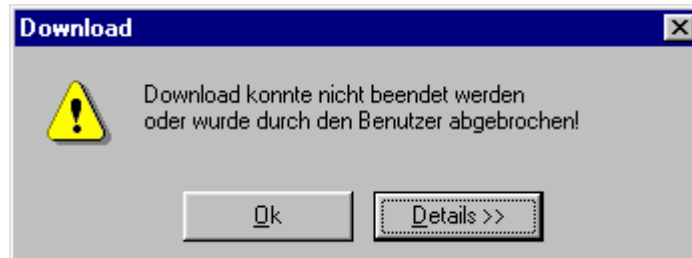 Download
Download konnte nicht beendet werden
oder wurde durch den Benutzer abgebrochen!
Ok
Details >>